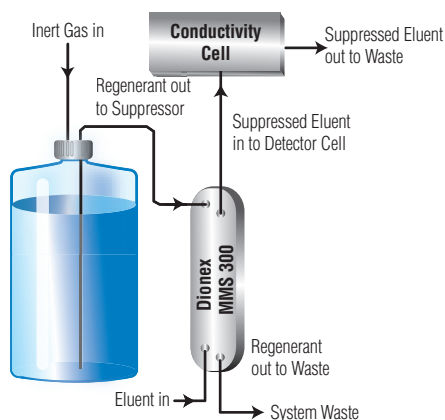 Inert Gas in
Conductivity
Cell
Suppressed Eluent
out to Waste
Regenerant out
to Suppressor
Suppressed Eluent
in to Detector Cell
Dionex
MMS 300
Regenerant
out to Waste
Eluent in
System Waste